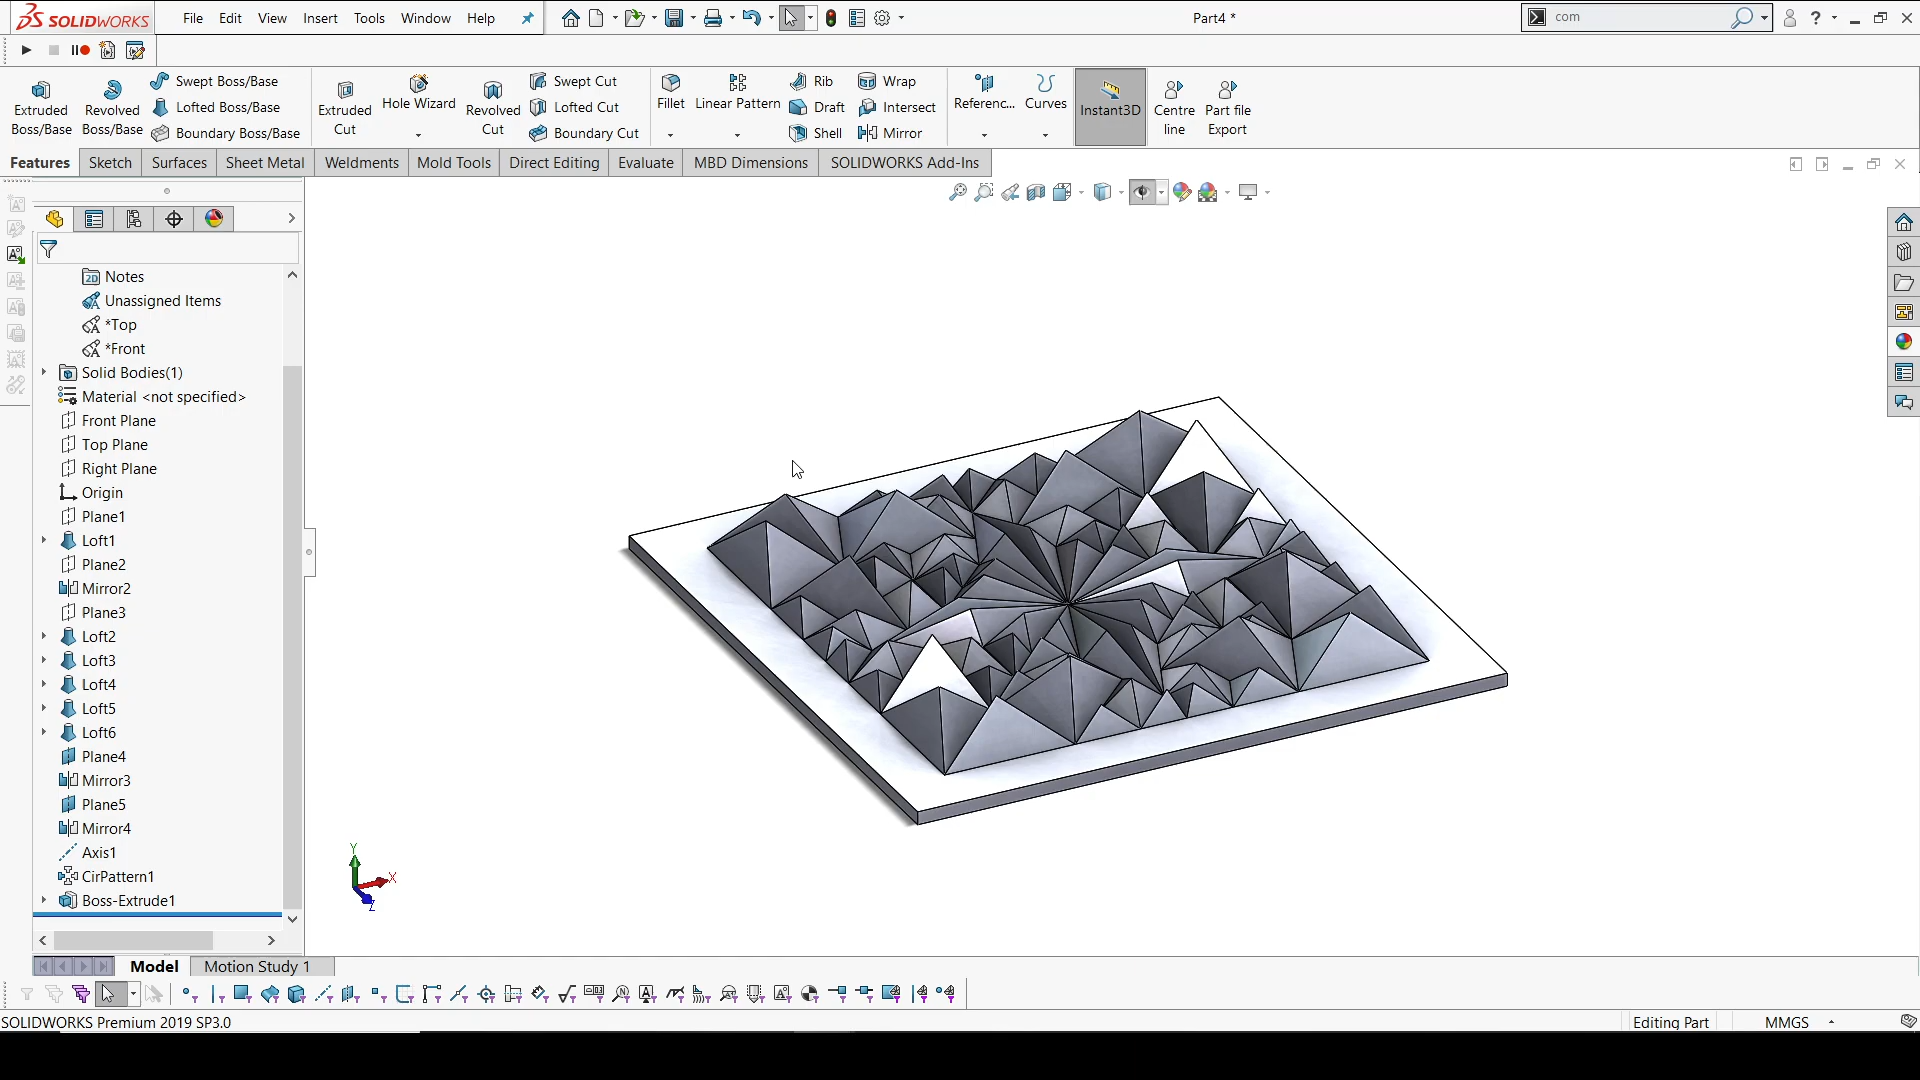 SOLIDWORKS File Edit View Insert Tools Window Help Part4 * com ?
Swept Boss/Base Swept Cut Rib Wrap
Extruded Boss/Base Revolved Boss/Base Lofted Boss/Base Extruded Cut Hole Wizard Revolved Cut Lofted Cut Fillet Linear Pattern Draft Intersect Referenc... Curves Instant3D Centre line Part file Export
Boundary Boss/Base Boundary Cut Shell Mirror
Features Sketch Surfaces Sheet Metal Weldments Mold Tools Direct Editing Evaluate MBD Dimensions SOLIDWORKS Add-Ins
Notes
Unassigned Items
*Top
*Front
Solid Bodies(1)
Material <not specified>
Front Plane
Top Plane
Right Plane
Origin
Plane1
Loft1
Plane2
Mirror2
Plane3
Loft2
Loft3
Loft4
Loft5
Loft6
Plane4
Mirror3
Plane5
Mirror4
Axis1
CirPattern1
Boss-Extrude1
Y
X
Z
Model Motion Study 1
SOLIDWORKS Premium 2019 SP3.0 Editing Part MMGS